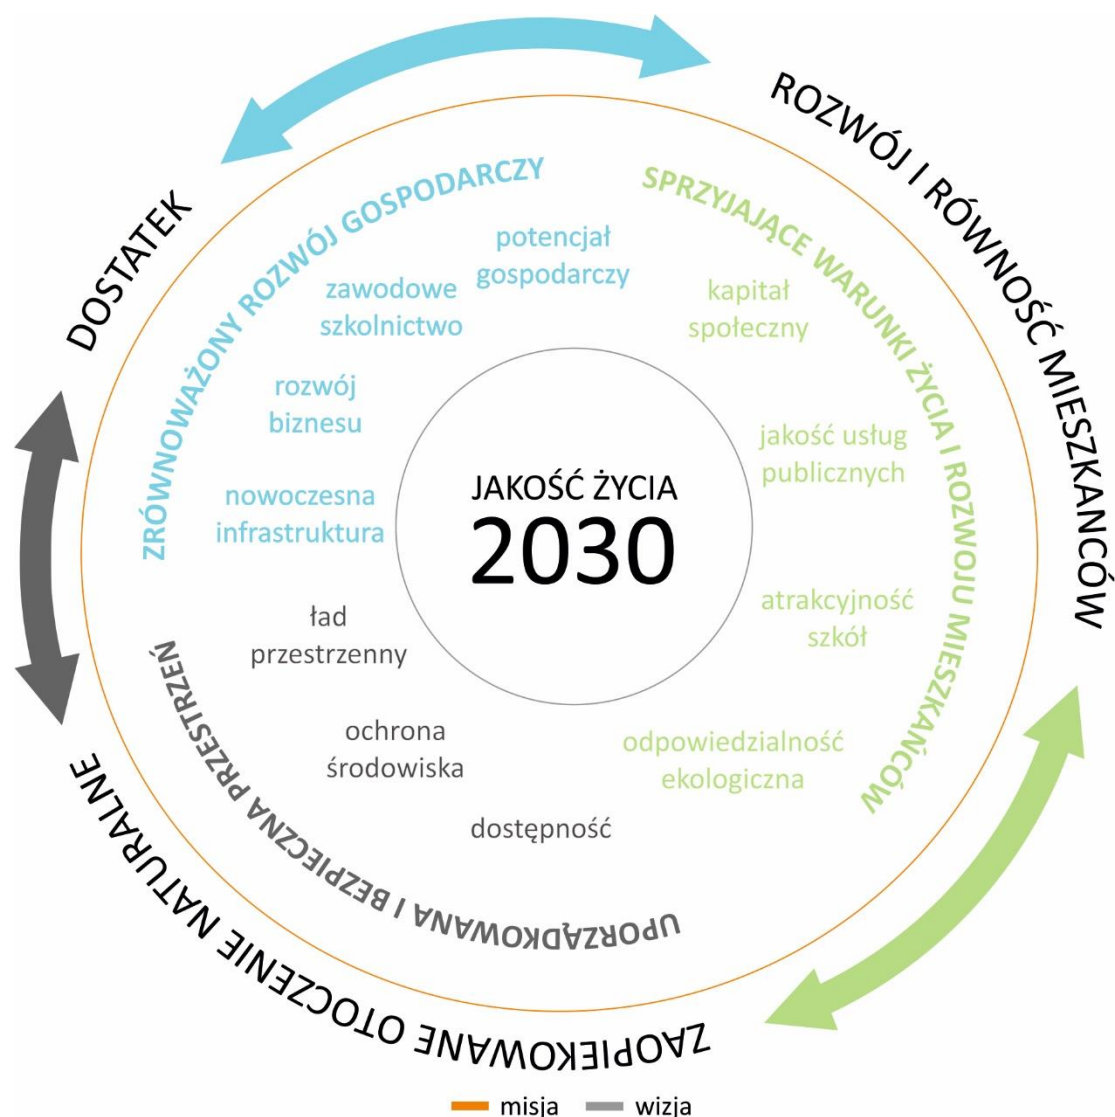 ROZWÓJ I RÓWNOŚĆ MIESZKANCÓW
DOSTATEK
ZAOPIEKOWANE OTOCZENIE NATURALNE
ZRÓWNOWAŻONY ROZWÓJ GOSPODARCZY
potencjał
gospodarczy
zawodowe
szkolnictwo
rozwój
biznesu
nowoczesna
infrastruktura
SPRZYJAJĄCE WARUNKI ŻYCIA I ROZWOJU MIESZKAŃCÓW
kapitał
społeczny
jakość usług
publicznych
atrakcyjność
szkół
odpowiedzialność
ekologiczna
JAKOŚĆ ŻYCIA
2030
UPORZĄDKOWANA I BEZPIECZNA PRZESTRZEŃ
ład
przestrzenny
ochrona
środowiska
dostępność
misja
wizja